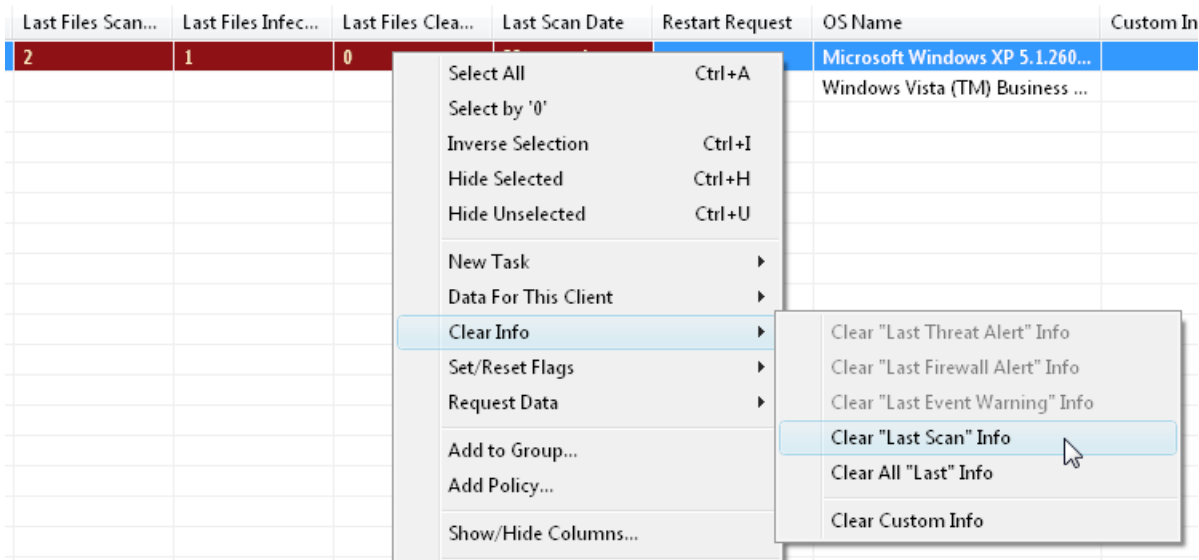 Last Files Scan... Last Files Infec... Last Files Clea... Last Scan Date Restart Request OS Name Custom In
2 1 0 Microsoft Windows XP 5.1.260...
Windows Vista (TM) Business ...
Select All Ctrl+A
Select by '0'
Inverse Selection Ctrl+I
Hide Selected Ctrl+H
Hide Unselected Ctrl+U
New Task
Data For This Client
Clear Info
Set/Reset Flags
Request Data
Add to Group...
Add Policy...
Show/Hide Columns...
Clear "Last Threat Alert" Info
Clear "Last Firewall Alert" Info
Clear "Last Event Warning" Info
Clear "Last Scan" Info
Clear All "Last" Info
Clear Custom Info